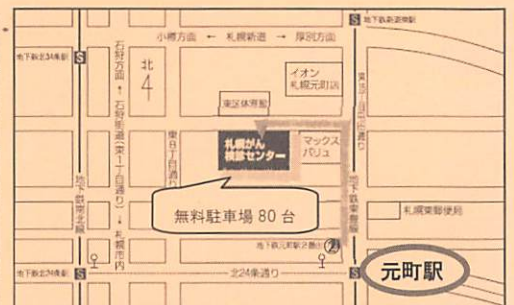 地下鉄新道東駅
小樽方面 ← 札幌新道 → 厚別方面
地下鉄北34条駅
石狩方面 ← 石狩街道(東1丁目通り) → 札幌市内
北
4
イオン
札幌元町店
東区体育館
東15丁目屯田通り
東8丁目通り
札幌がん
検診センター
マックス
バリュ
無料駐車場 80 台
地下鉄南北線
地下鉄東豊線
札幌東郵便局
地下鉄元町駅2番出口
地下鉄北24条駅
北24条通り
元町駅